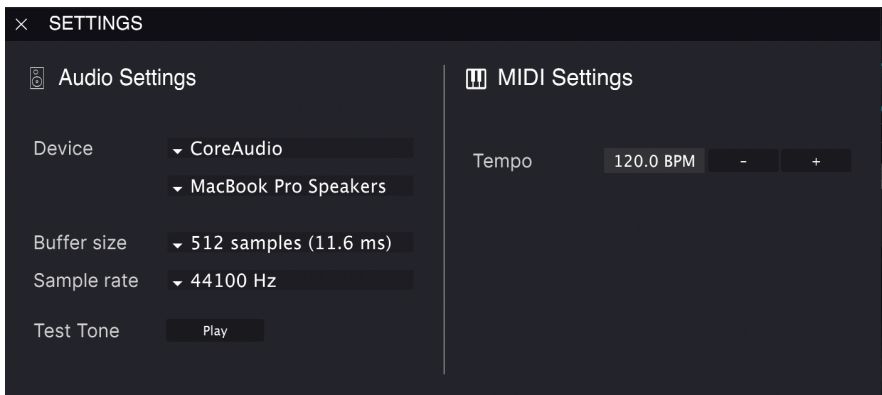 × SETTINGS
Audio Settings
Device
CoreAudio
MacBook Pro Speakers
Buffer size
512 samples (11.6 ms)
Sample rate
44100 Hz
Test Tone
Play
MIDI Settings
Tempo
120.0 BPM
-
+